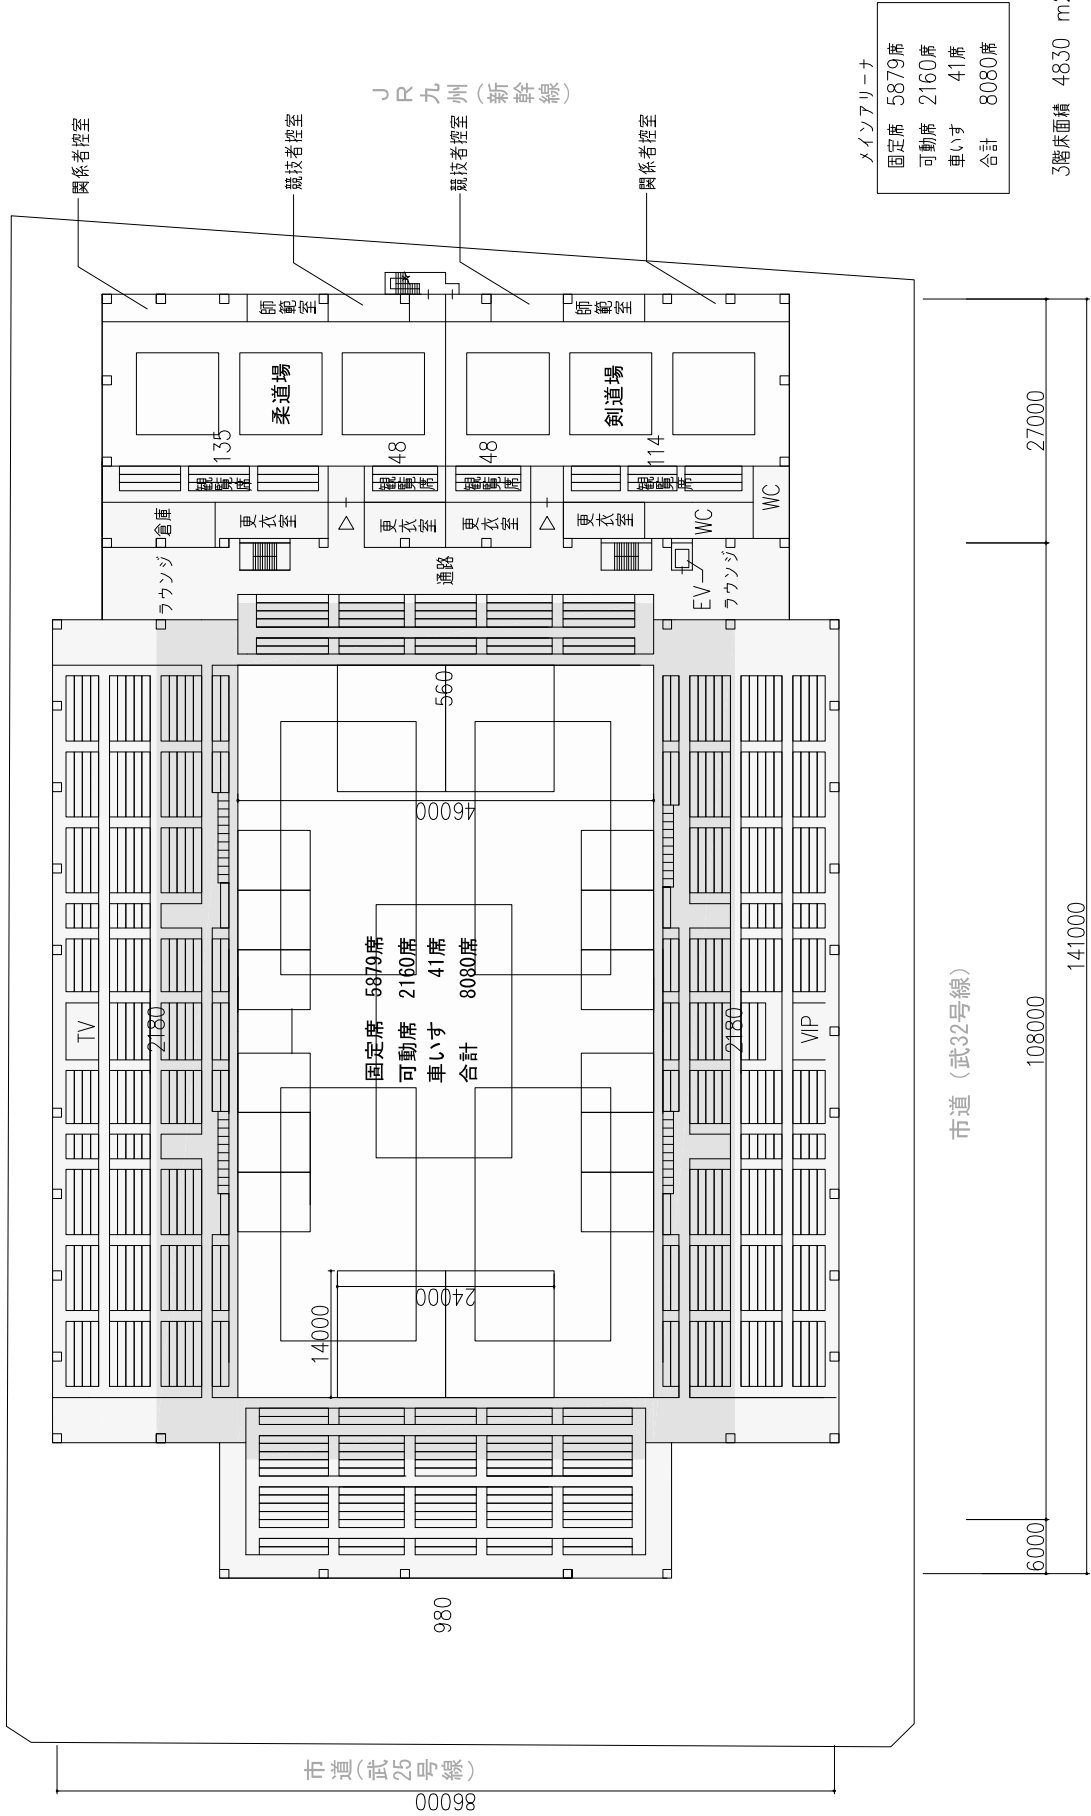 JR九州(新幹線)
関係者控室
競技者控室
競技者控室
関係者控室
メインアリーナ
固定席 5879席
可動席 2160席
車いす 41席
合計 8080席
3階床面積 4830
師範室
師範室
柔道場
剣道場
135
48
48
114
観覧席
観覧席
観覧席
観覧席
倉庫
更衣室
更衣室
更衣室
更衣室
WC
WC
ラウンジ
通路
EV
ラウンジ
560
46000
TV
2180
固定席 5879席
可動席 2160席
車いす 41席
合計 8080席
2180
VIP
14000
24000
980
27000
108000
6000
141000
市道(武32号線)
市道(武25号線)
86000